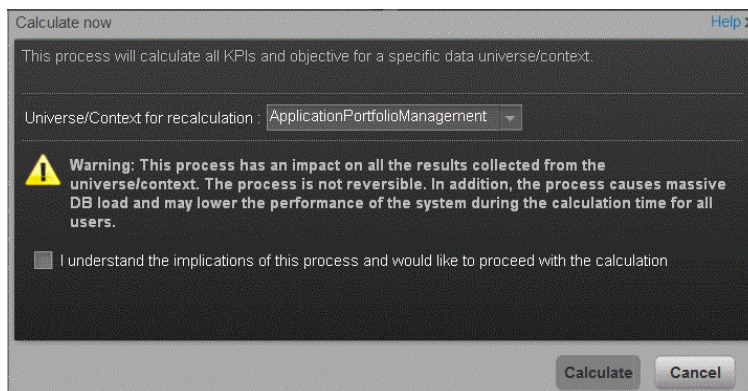 Calculate now
Help
This process will calculate all KPIs and objective for a specific data universe/context.
Universe/Context for recalculation : ApplicationPortfolioManagement
Warning: This process has an impact on all the results collected from the
universe/context. The process is not reversible. In addition, the process causes massive
DB load and may lower the performance of the system during the calculation time for all
users.
I understand the implications of this process and would like to proceed with the calculation
Calculate Cancel